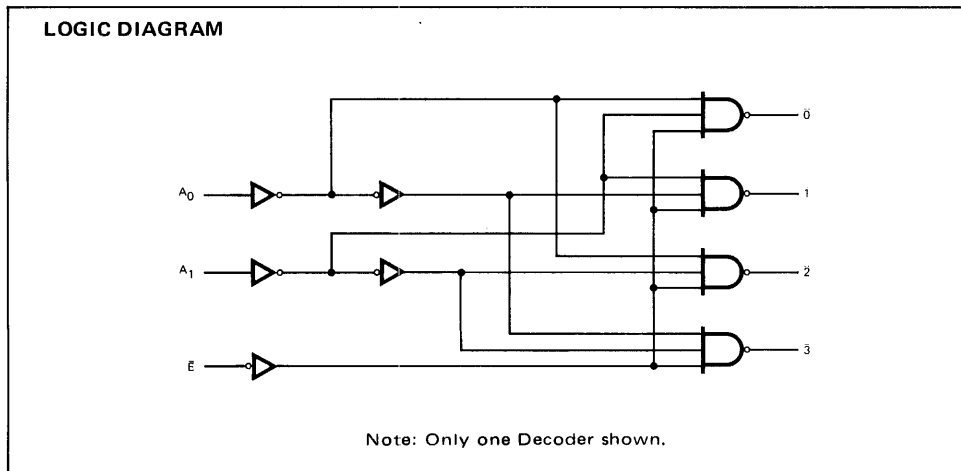 LOGIC DIAGRAM
0̄
A₀
1
A₁
2̄
Ē
3̄
Note: Only one Decoder shown.